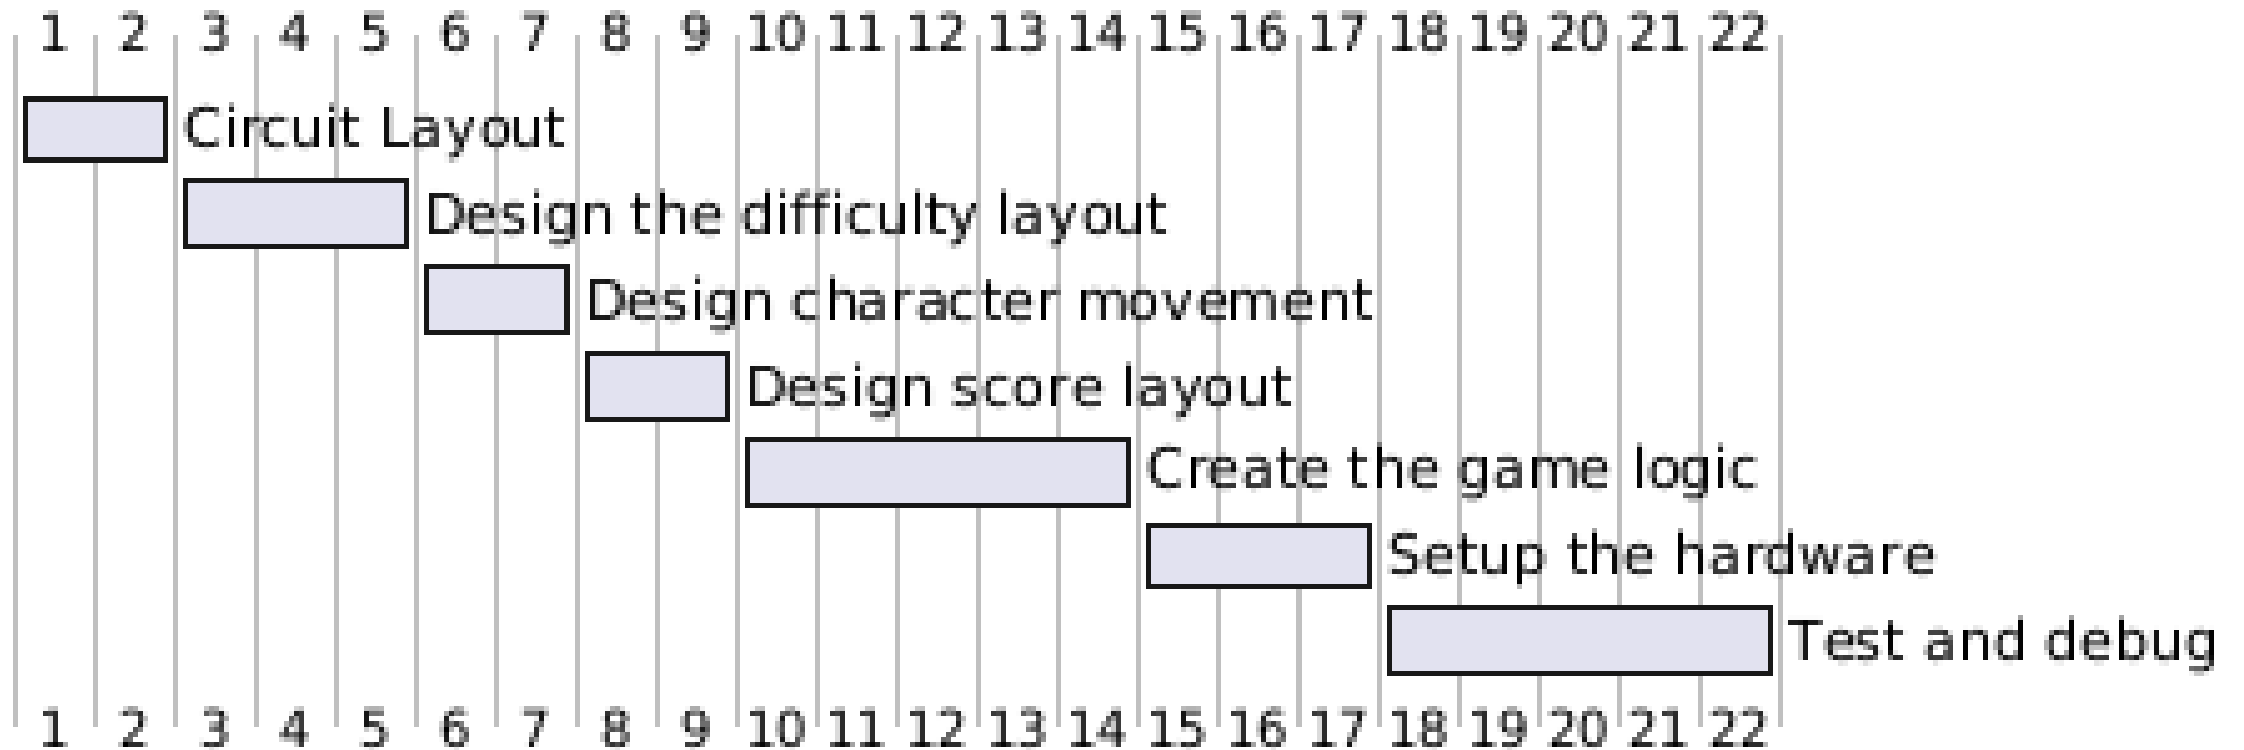 1 2 3 4 5 6 7 8 9 10 11 12 13 14 15 16 17 18 19 20 21 22
Circuit Layout
Design the difficulty layout
Design character movement
Design score layout
Create the game logic
Setup the hardware
Test and debug
1 2 3 4 5 6 7 8 9 10 11 12 13 14 15 16 17 18 19 20 21 22